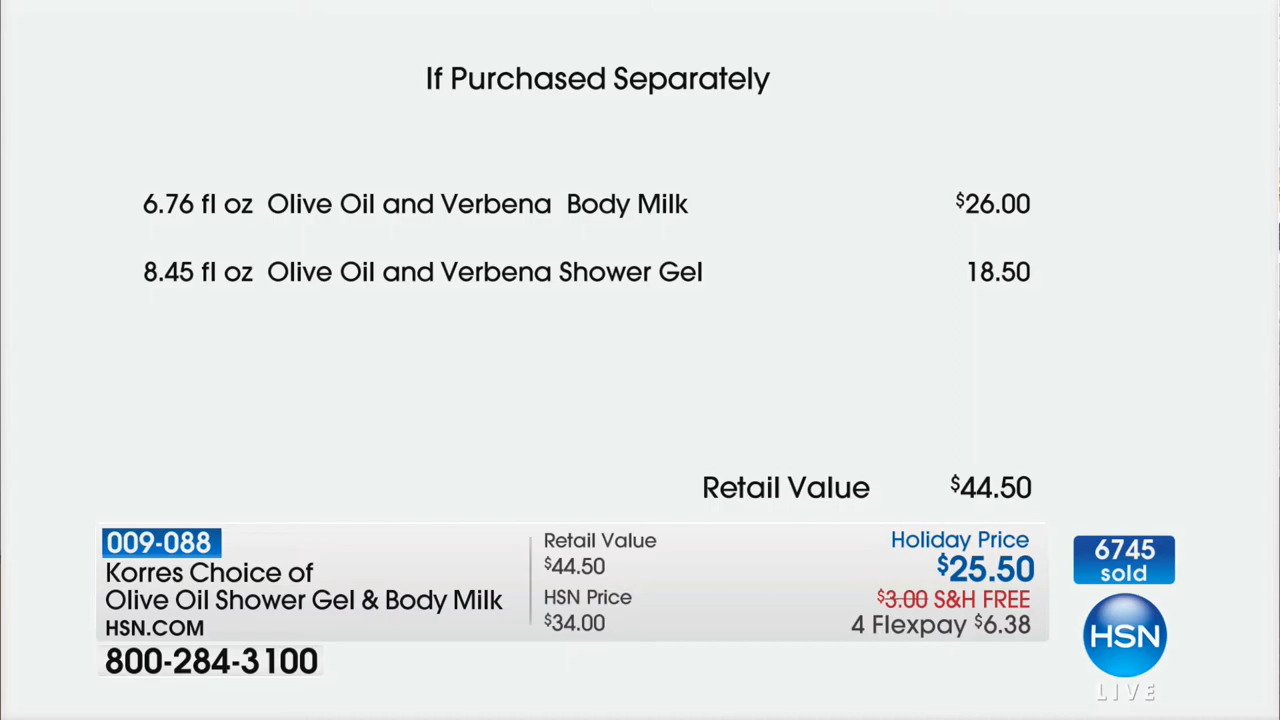 If Purchased Separately
6.76 fl oz Olive Oil and Verbena Body Milk $26.00
8.45 fl oz Olive Oil and Verbena Shower Gel 18.50
Retail Value $44.50
009-088
Korres Choice of
Olive Oil Shower Gel & Body Milk
HSN.COM
800-284-3100
Retail Value
$44.50
HSN Price
$34.00
Holiday Price
$25.50
$3.00 S&H FREE
4 Flexpay $6.38
6745
sold
HSN
LIVE